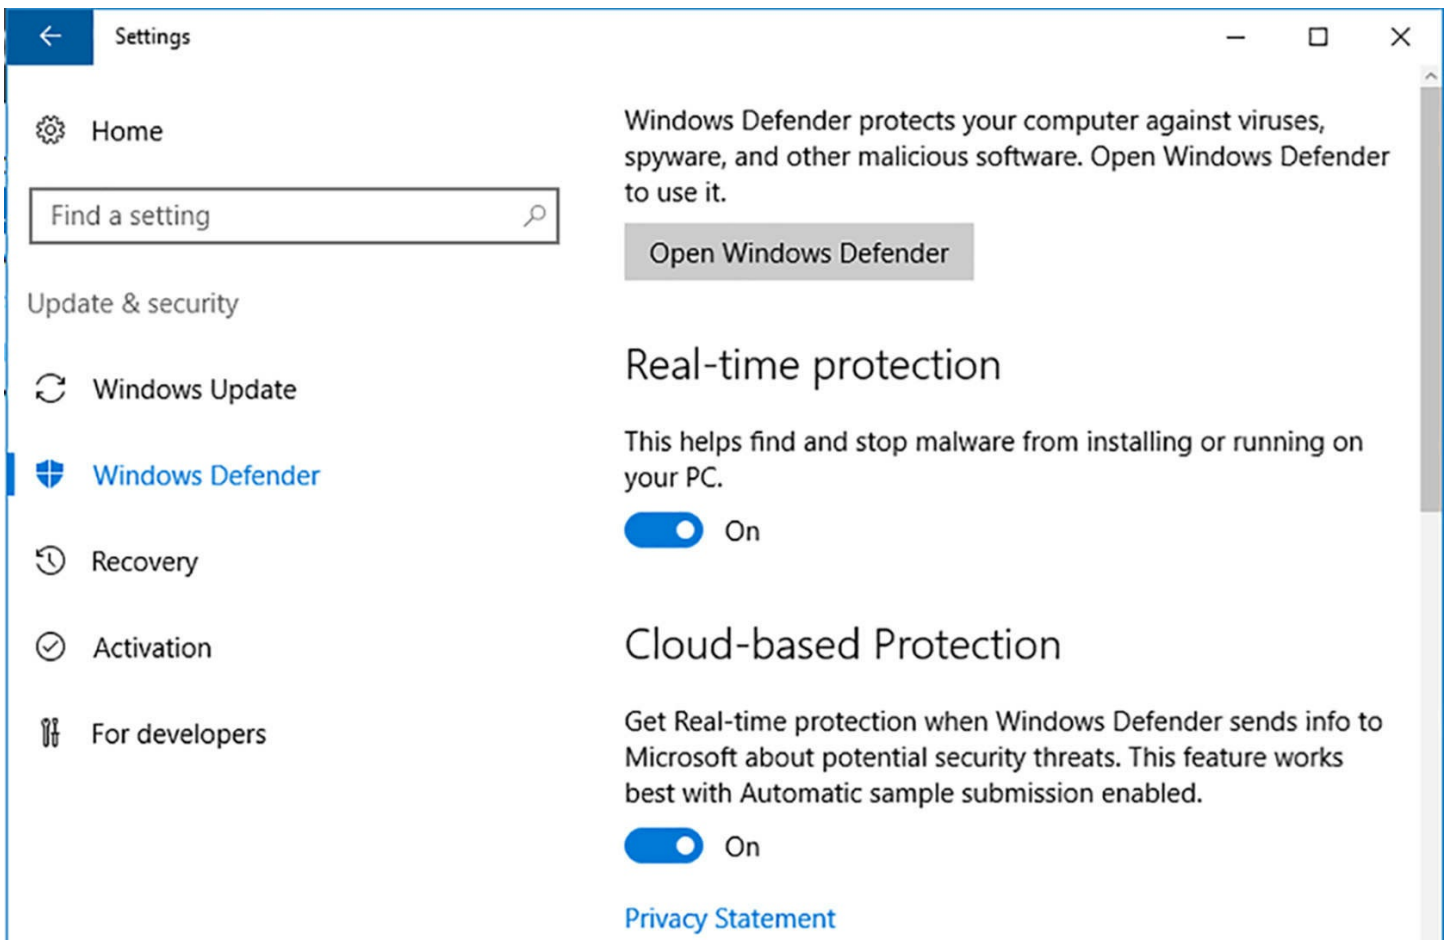 Settings
Home
Find a setting
Update & security
Windows Update
Windows Defender
Recovery
Activation
For developers
Windows Defender protects your computer against viruses,
spyware, and other malicious software. Open Windows Defender
to use it.
Open Windows Defender
Real-time protection
This helps find and stop malware from installing or running on
your PC.
On
Cloud-based Protection
Get Real-time protection when Windows Defender sends info to
Microsoft about potential security threats. This feature works
best with Automatic sample submission enabled.
On
Privacy Statement